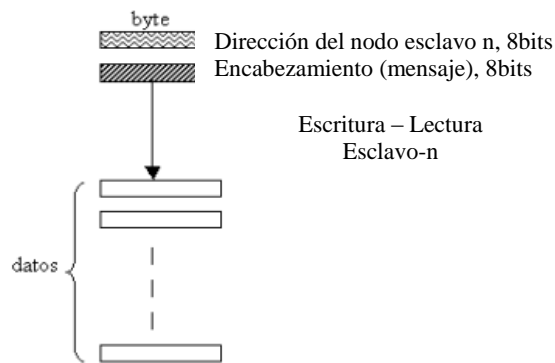 byte
Dirección del nodo esclavo n, 8bits
Encabezamiento (mensaje), 8bits
Escritura – Lectura
Esclavo-n
datos